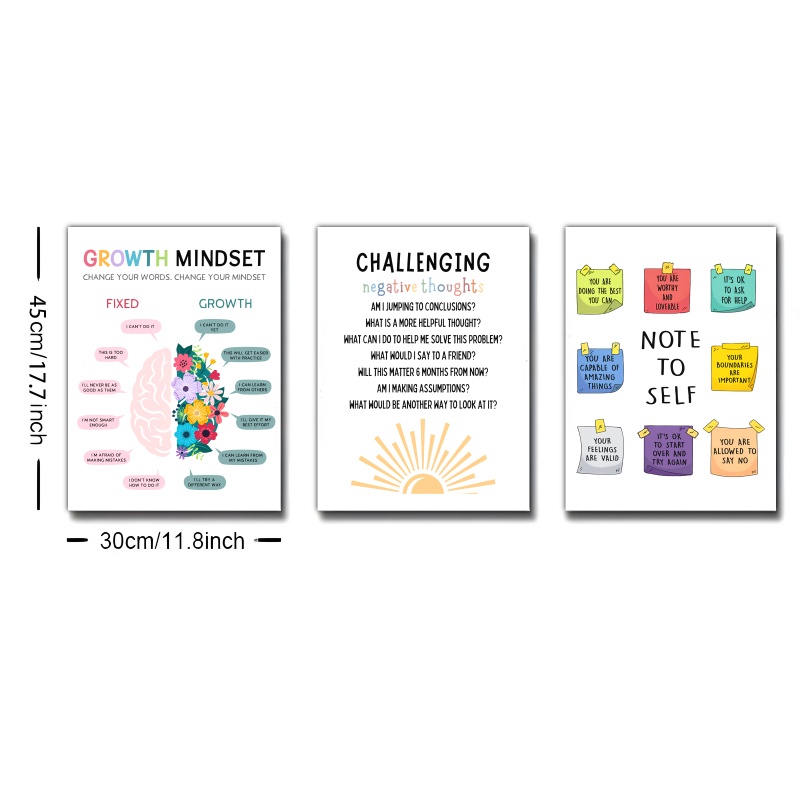 GROWTH MINDSET
CHANGE YOUR WORDS. CHANGE YOUR MINDSET
FIXED
GROWTH
I CAN'T DO IT
I CAN'T DO IT
YET
THIS IS TOO
HARD
THIS WILL GET EASIER
WITH PRACTICE
I'LL NEVER BE AS
GOOD AS THEM
I CAN LEARN
FROM OTHERS
I'M NOT SMART
ENOUGH
I'LL GIVE IT MY
BEST EFFORT
I'M AFRAID OF
MAKING MISTAKES
I CAN LEARN FROM
MY MISTAKES
I DON'T KNOW
HOW TO DO IT
I'LL TRY A
DIFFERENT WAY
CHALLENGING
negative thoughts
AM I JUMPING TO CONCLUSIONS?
WHAT IS A MORE HELPFUL THOUGHT?
WHAT CAN I DO TO HELP ME SOLVE THIS PROBLEM?
WHAT WOULD I SAY TO A FRIEND?
WILL THIS MATTER 6 MONTHS FROM NOW?
AM I MAKING ASSUMPTIONS?
WHAT WOULD BE ANOTHER WAY TO LOOK AT IT?
YOU ARE
DOING THE BEST
YOU CAN
YOU ARE
WORTHY
AND
LOVEABLE
IT'S OK
TO ASK
FOR HELP
YOU ARE
CAPABLE OF
AMAZING
THINGS
NOTE
TO
SELF
YOUR
BOUNDARIES
ARE
IMPORTANT
YOUR
FEELINGS
ARE VALID
IT'S OK
TO START
OVER AND
TRY AGAIN
YOU ARE
ALLOWED TO
SAY NO
45cm/17.7inch
30cm/11.8inch